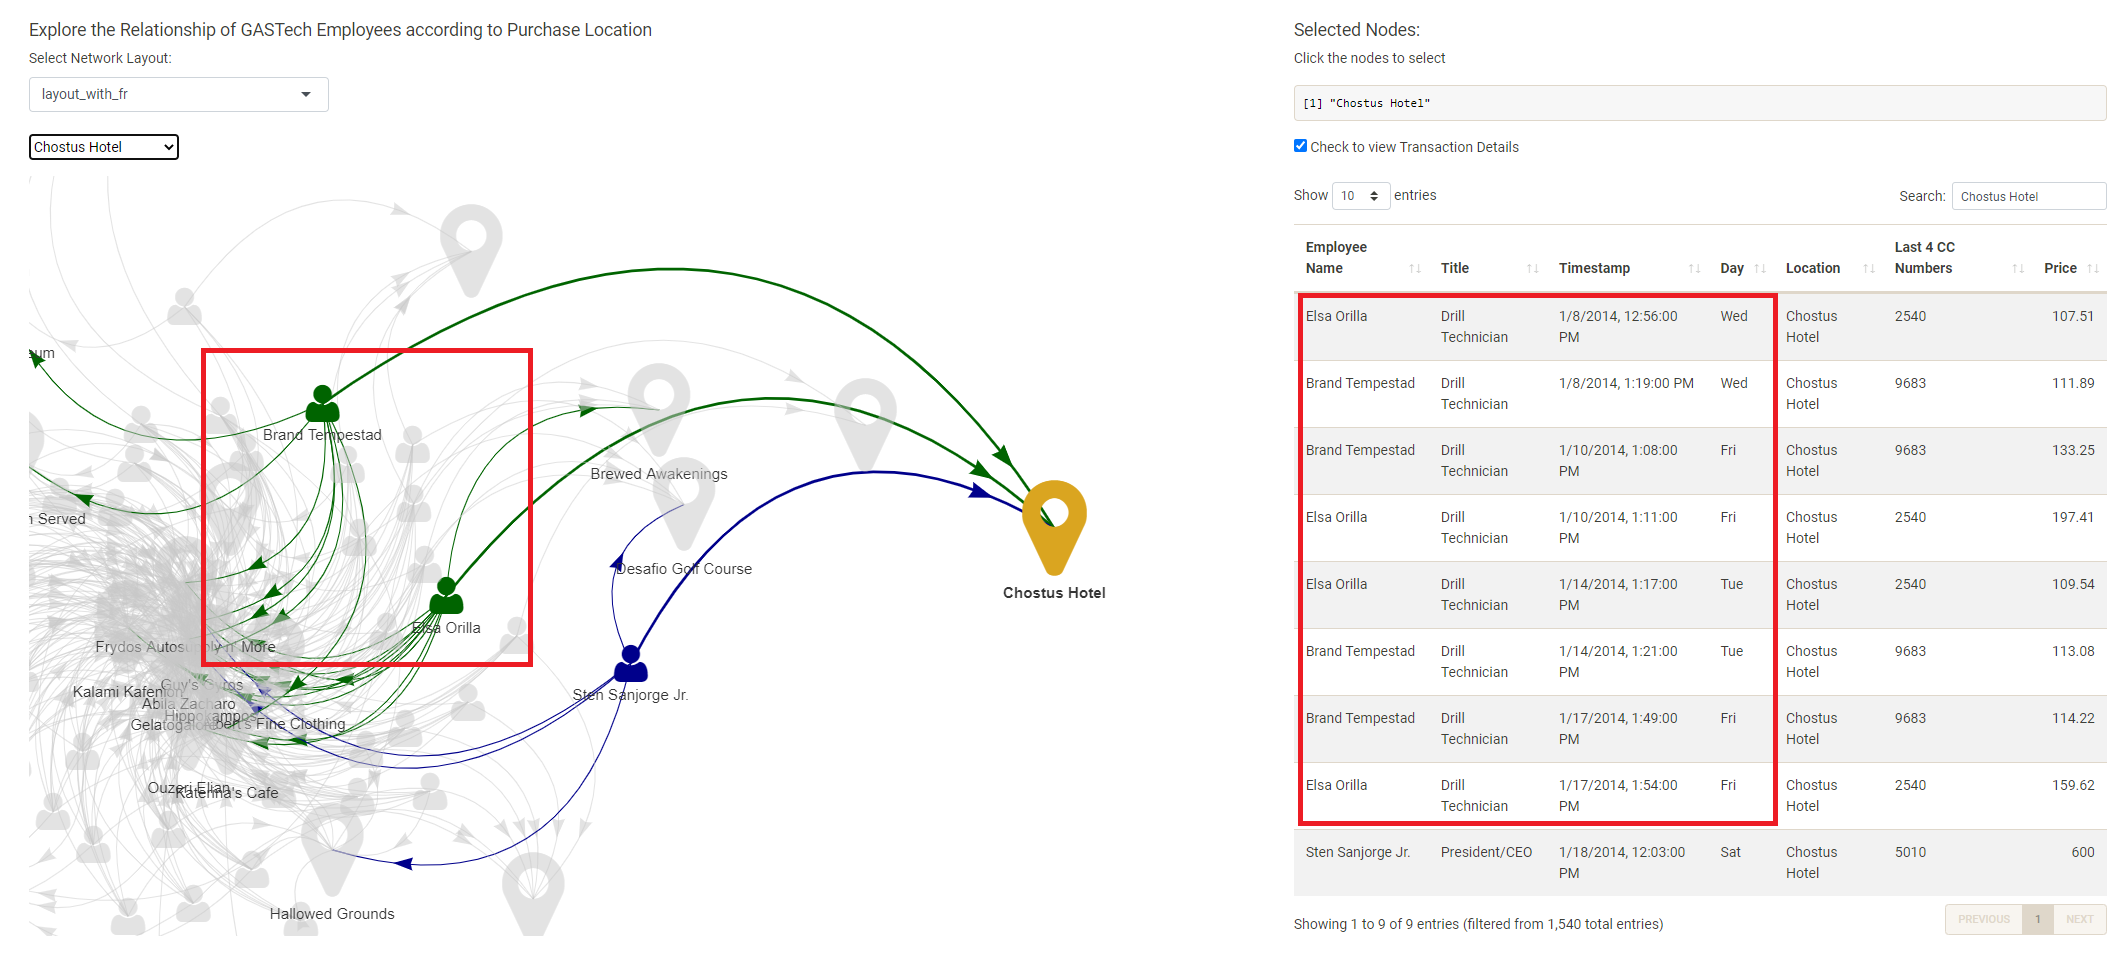 Explore the Relationship of GASTech Employees according to Purchase Location
Select Network Layout:
layout_with_fr
Chostus Hotel
Brand Tempestad
Brewed Awakenings
Served
Desafio Golf Course
Chostus Hotel
Elsa Orilla
Frydos Autosupply n' More
Sten Sanjorge Jr.
Guy's Gyros
Kalami Kafenion
Abila Zacharo
Hippokampos
Fine Clothing
Ouzeri Elian
Katerina's Cafe
Hallowed Grounds
Selected Nodes:
Click the nodes to select
[1] "Chostus Hotel"
Check to view Transaction Details
Show 10 entries
Search: Chostus Hotel
Employee Name Title Timestamp Day Location Last 4 CC Numbers Price
Elsa Orilla Drill Technician 1/8/2014, 12:56:00 PM Wed Chostus Hotel 2540 107.51
Brand Tempestad Drill Technician 1/8/2014, 1:19:00 PM Wed Chostus Hotel 9683 111.89
Brand Tempestad Drill Technician 1/10/2014, 1:08:00 PM Fri Chostus Hotel 9683 133.25
Elsa Orilla Drill Technician 1/10/2014, 1:11:00 PM Fri Chostus Hotel 2540 197.41
Elsa Orilla Drill Technician 1/14/2014, 1:17:00 PM Tue Chostus Hotel 2540 109.54
Brand Tempestad Drill Technician 1/14/2014, 1:21:00 PM Tue Chostus Hotel 9683 113.08
Brand Tempestad Drill Technician 1/17/2014, 1:49:00 PM Fri Chostus Hotel 9683 114.22
Elsa Orilla Drill Technician 1/17/2014, 1:54:00 PM Fri Chostus Hotel 2540 159.62
Sten Sanjorge Jr. President/CEO 1/18/2014, 12:03:00 PM Sat Chostus Hotel 5010 600
Showing 1 to 9 of 9 entries (filtered from 1,540 total entries)
PREVIOUS 1 NEXT